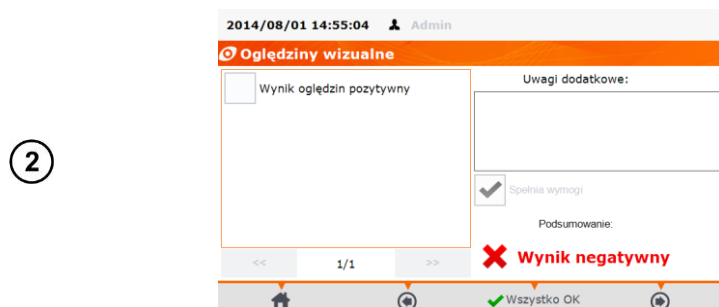 2014/08/01 14:55:04 Admin
Oględziny wizualne
Wynik oględzin pozytywny
Uwagi dodatkowe:
2
Spełnia wymogi
Podsumowanie:
Wynik negatywny
<< 1/1 >>
Wszystko OK